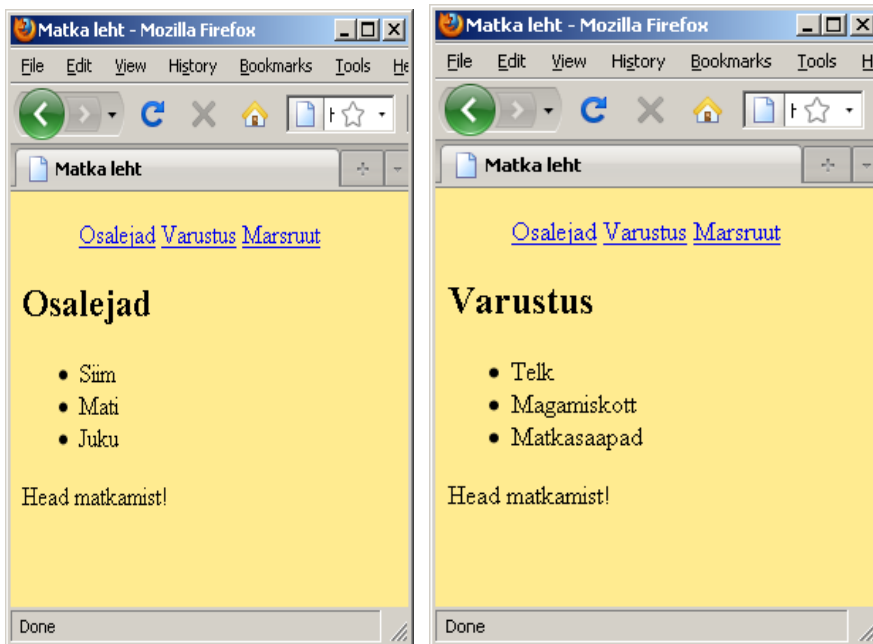 Matka leht - Mozilla Firefox
File Edit View History Bookmarks Tools He
Matka leht
Osalejad Varustus Marsruut
Osalejad
• Siim
• Mati
• Juku
Head matkamist!
Done
Matka leht - Mozilla Firefox
File Edit View History Bookmarks Tools H
Matka leht
Osalejad Varustus Marsruut
Varustus
• Telk
• Magamiskott
• Matkasaapad
Head matkamist!
Done